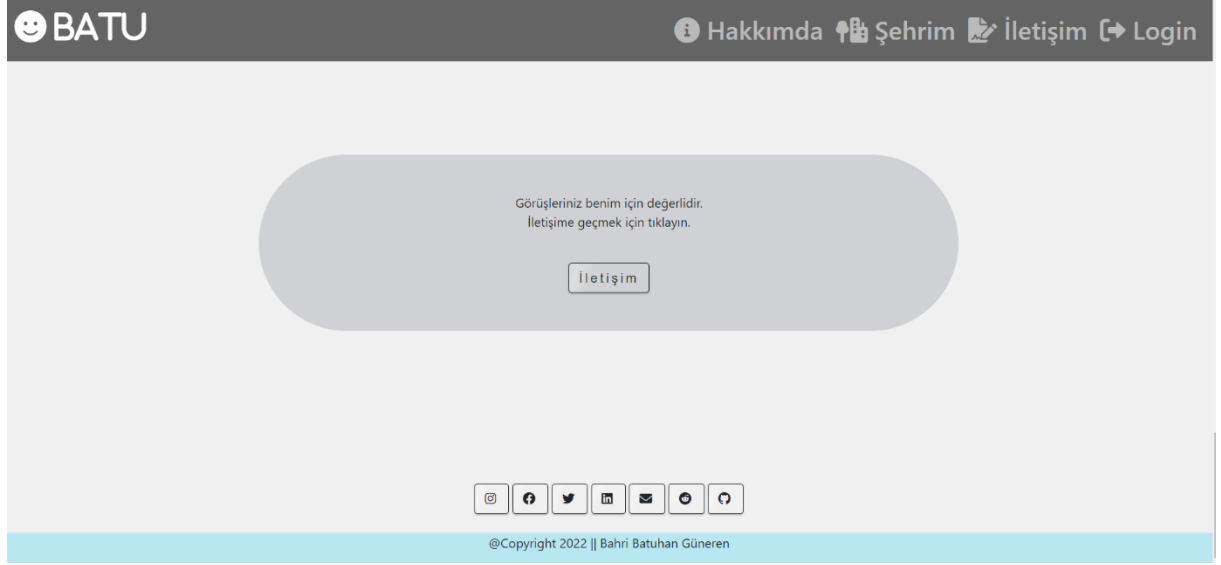 BATU
Hakkımda Şehrim İletişim Login
Görüşleriniz benim için değerlidir.
İletişime geçmek için tıklayın.
İletişim
@Copyright 2022 || Bahri Batuhan Güneren